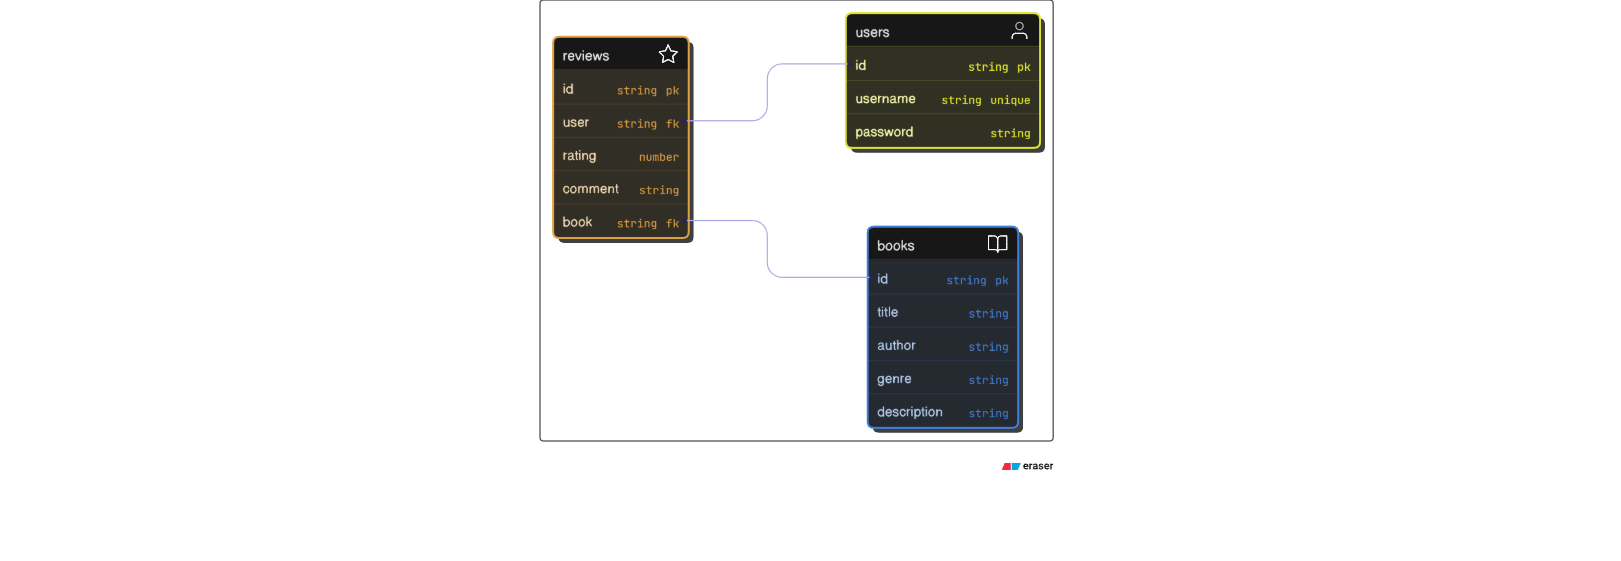 reviews
id string pk
user string fk
rating number
comment string
book string fk
users
id string pk
username string unique
password string
books
id string pk
title string
author string
genre string
description string
eraser